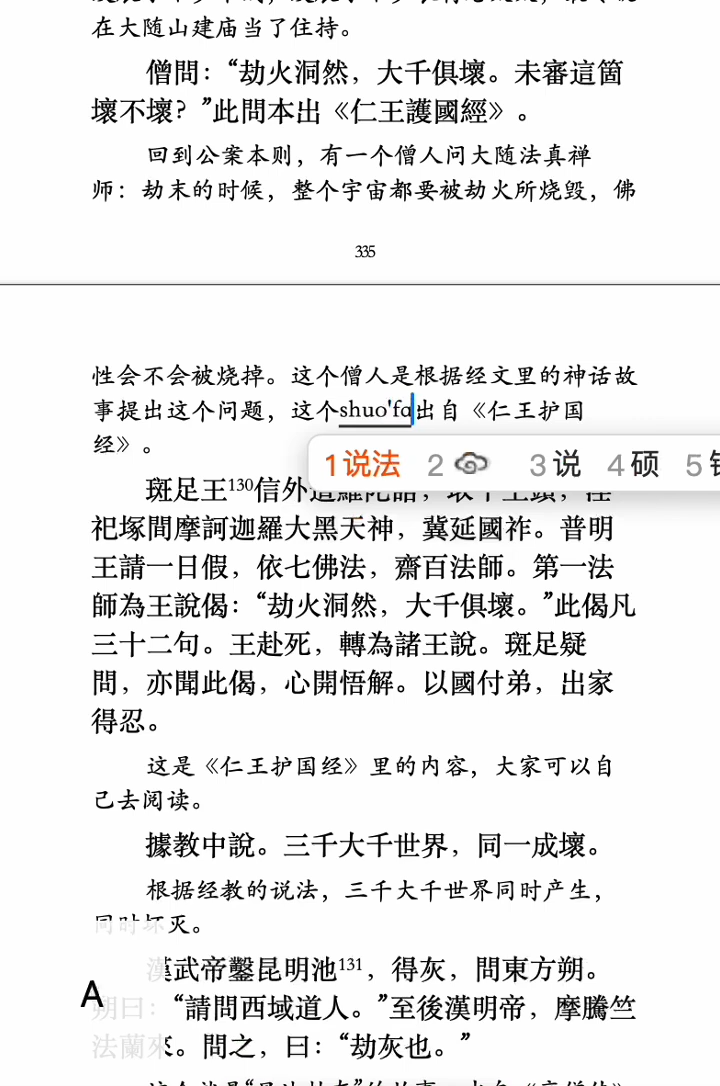 在大随山建庙当了住持。
僧問：“劫火洞然，大千俱壞。未審這箇
壞不壞？”此問本出《仁王護國經》。
回到公案本则，有一个僧人问大随法真禅
师：劫末的时候，整个宇宙都要被劫火所烧毁，佛
335
性会不会被烧掉。这个僧人是根据经文里的神话故
事提出这个问题，这个shuo'fa出自《仁王护国
经》。
1说法 2 3说 4硕 5
斑足王130信外道羅陀語，取千王頭，
祀塚間摩訶迦羅大黑天神，冀延國祚。普明
王請一日假，依七佛法，齋百法師。第一法
師為王說偈：“劫火洞然，大千俱壞。”此偈凡
三十二句。王赴死，轉為諸王說。斑足疑
問，亦聞此偈，心開悟解。以國付弟，出家
得忍。
这是《仁王护国经》里的内容，大家可以自
己去阅读。
據教中說。三千大千世界，同一成壞。
根据经教的说法，三千大千世界同时产生，
同时坏灭。
漢武帝鑿昆明池131，得灰，問東方朔。
A
朔曰：“請問西域道人。”至後漢明帝，摩騰竺
法蘭來。問之，曰：“劫灰也。”